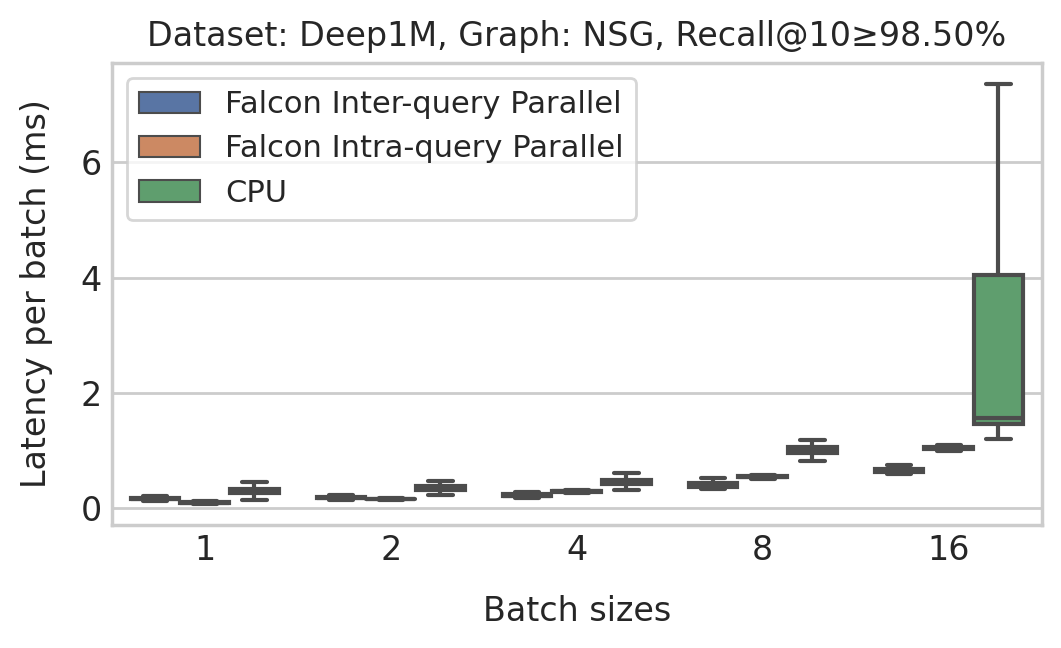 Dataset: Deep1M, Graph: NSG, Recall@10≥98.50%
Falcon Inter-query Parallel
Falcon Intra-query Parallel
CPU
Latency per batch (ms)
6
4
2
0
1 2 4 8 16
Batch sizes